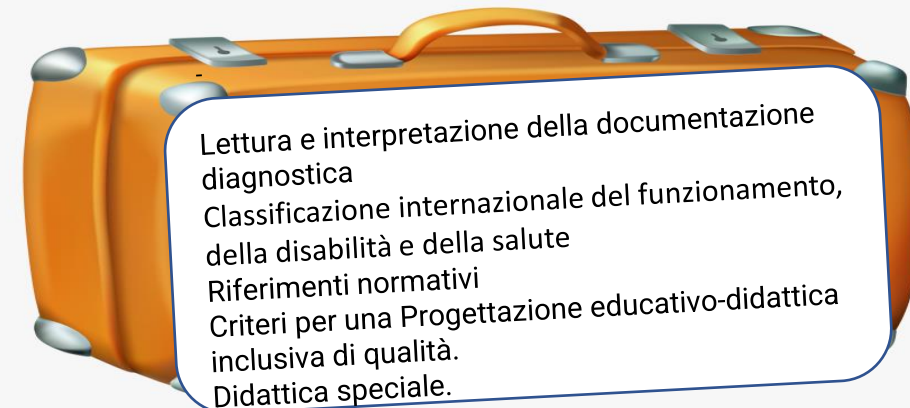 -
Lettura e interpretazione della documentazione
diagnostica
Classificazione internazionale del funzionamento,
della disabilità e della salute
Riferimenti normativi
Criteri per una Progettazione educativo-didattica
inclusiva di qualità.
Didattica speciale.